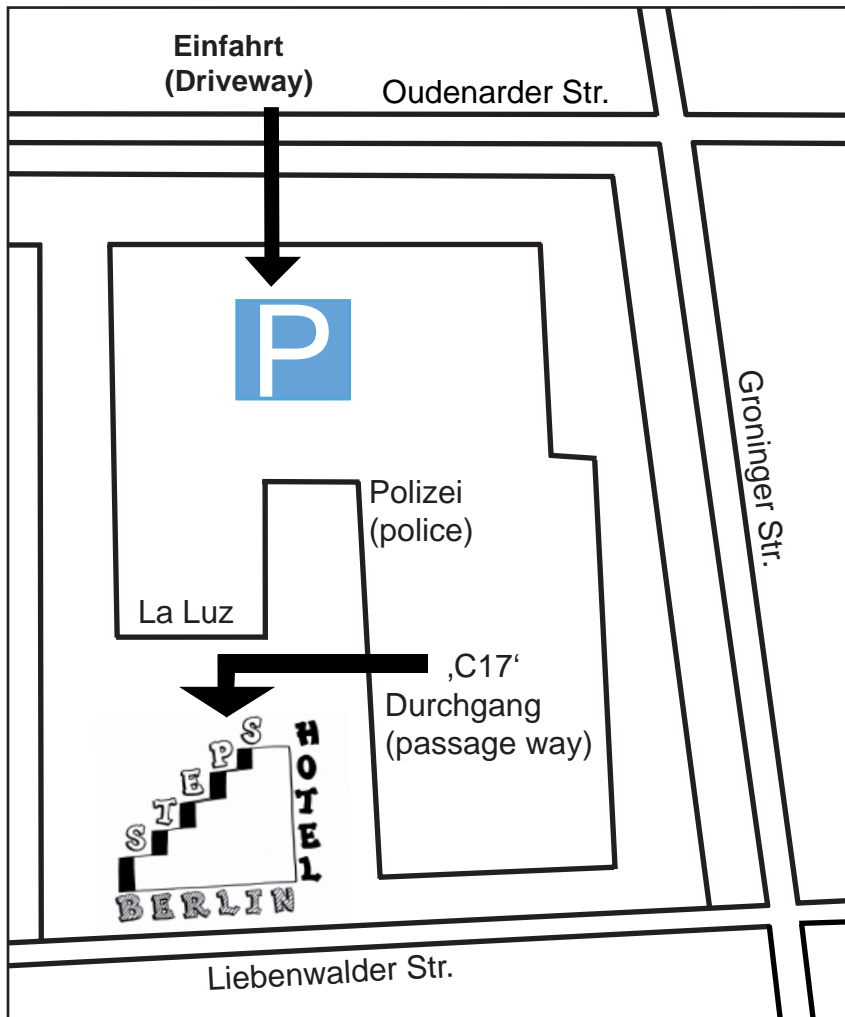 Einfahrt
(Driveway)
Oudenarder Str.
P
Groninger Str.
Polizei
(police)
La Luz
‚C17‘
Durchgang
(passage way)
STEPS
HOTEL
BERLIN
Liebenwalder Str.